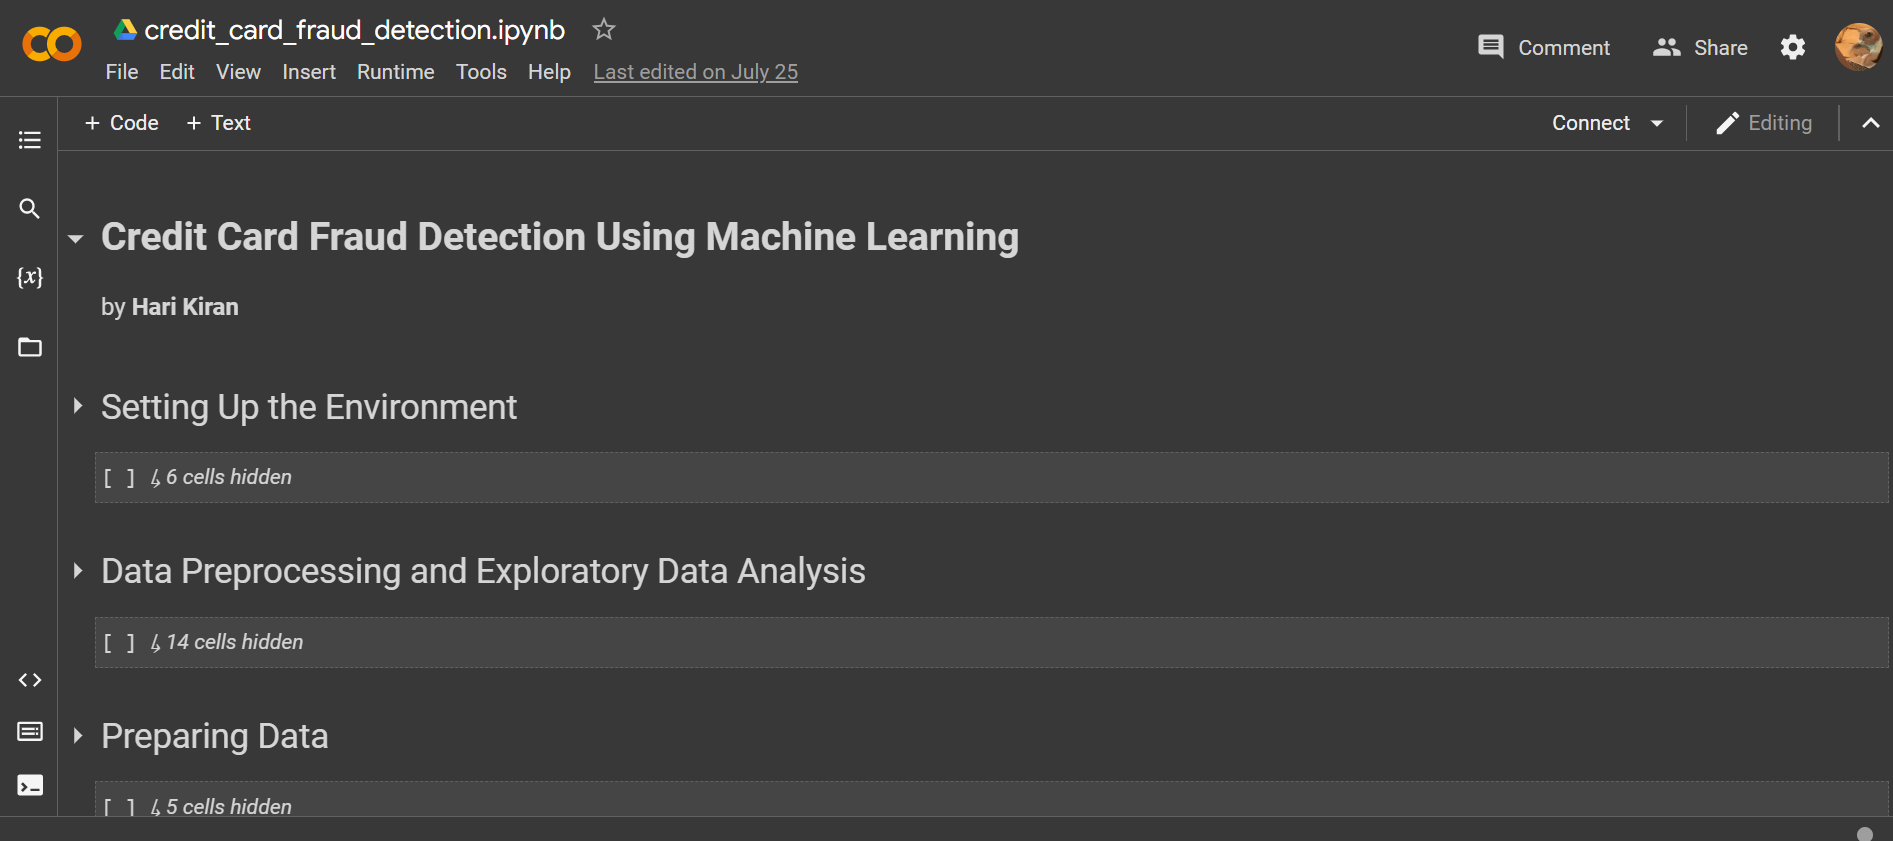 credit_card_fraud_detection.ipynb
File Edit View Insert Runtime Tools Help Last edited on July 25
Comment Share
+ Code + Text
Connect Editing
Credit Card Fraud Detection Using Machine Learning
by Hari Kiran
{x}
Setting Up the Environment
[ ] ↳ 6 cells hidden
Data Preprocessing and Exploratory Data Analysis
[ ] ↳ 14 cells hidden
Preparing Data
[ ] ↳ 5 cells hidden